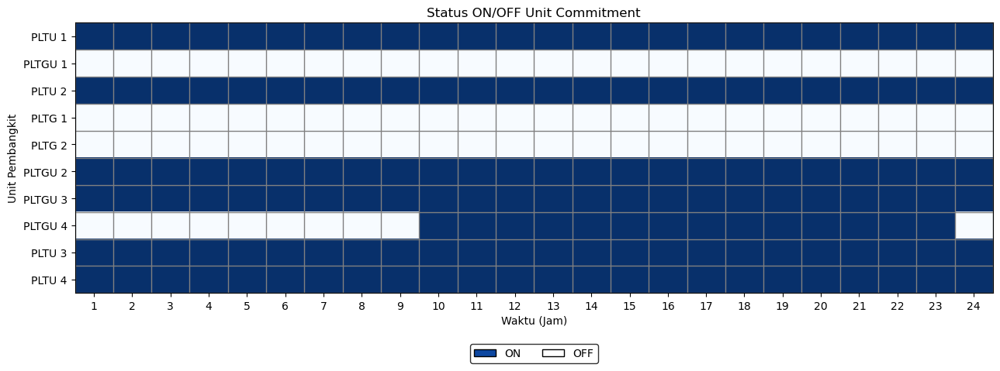 Status ON/OFF Unit Commitment
Unit Pembangkit
PLTU 1
PLTGU 1
PLTU 2
PLTG 1
PLTG 2
PLTGU 2
PLTGU 3
PLTGU 4
PLTU 3
PLTU 4
1 2 3 4 5 6 7 8 9 10 11 12 13 14 15 16 17 18 19 20 21 22 23 24
Waktu (Jam)
ON OFF